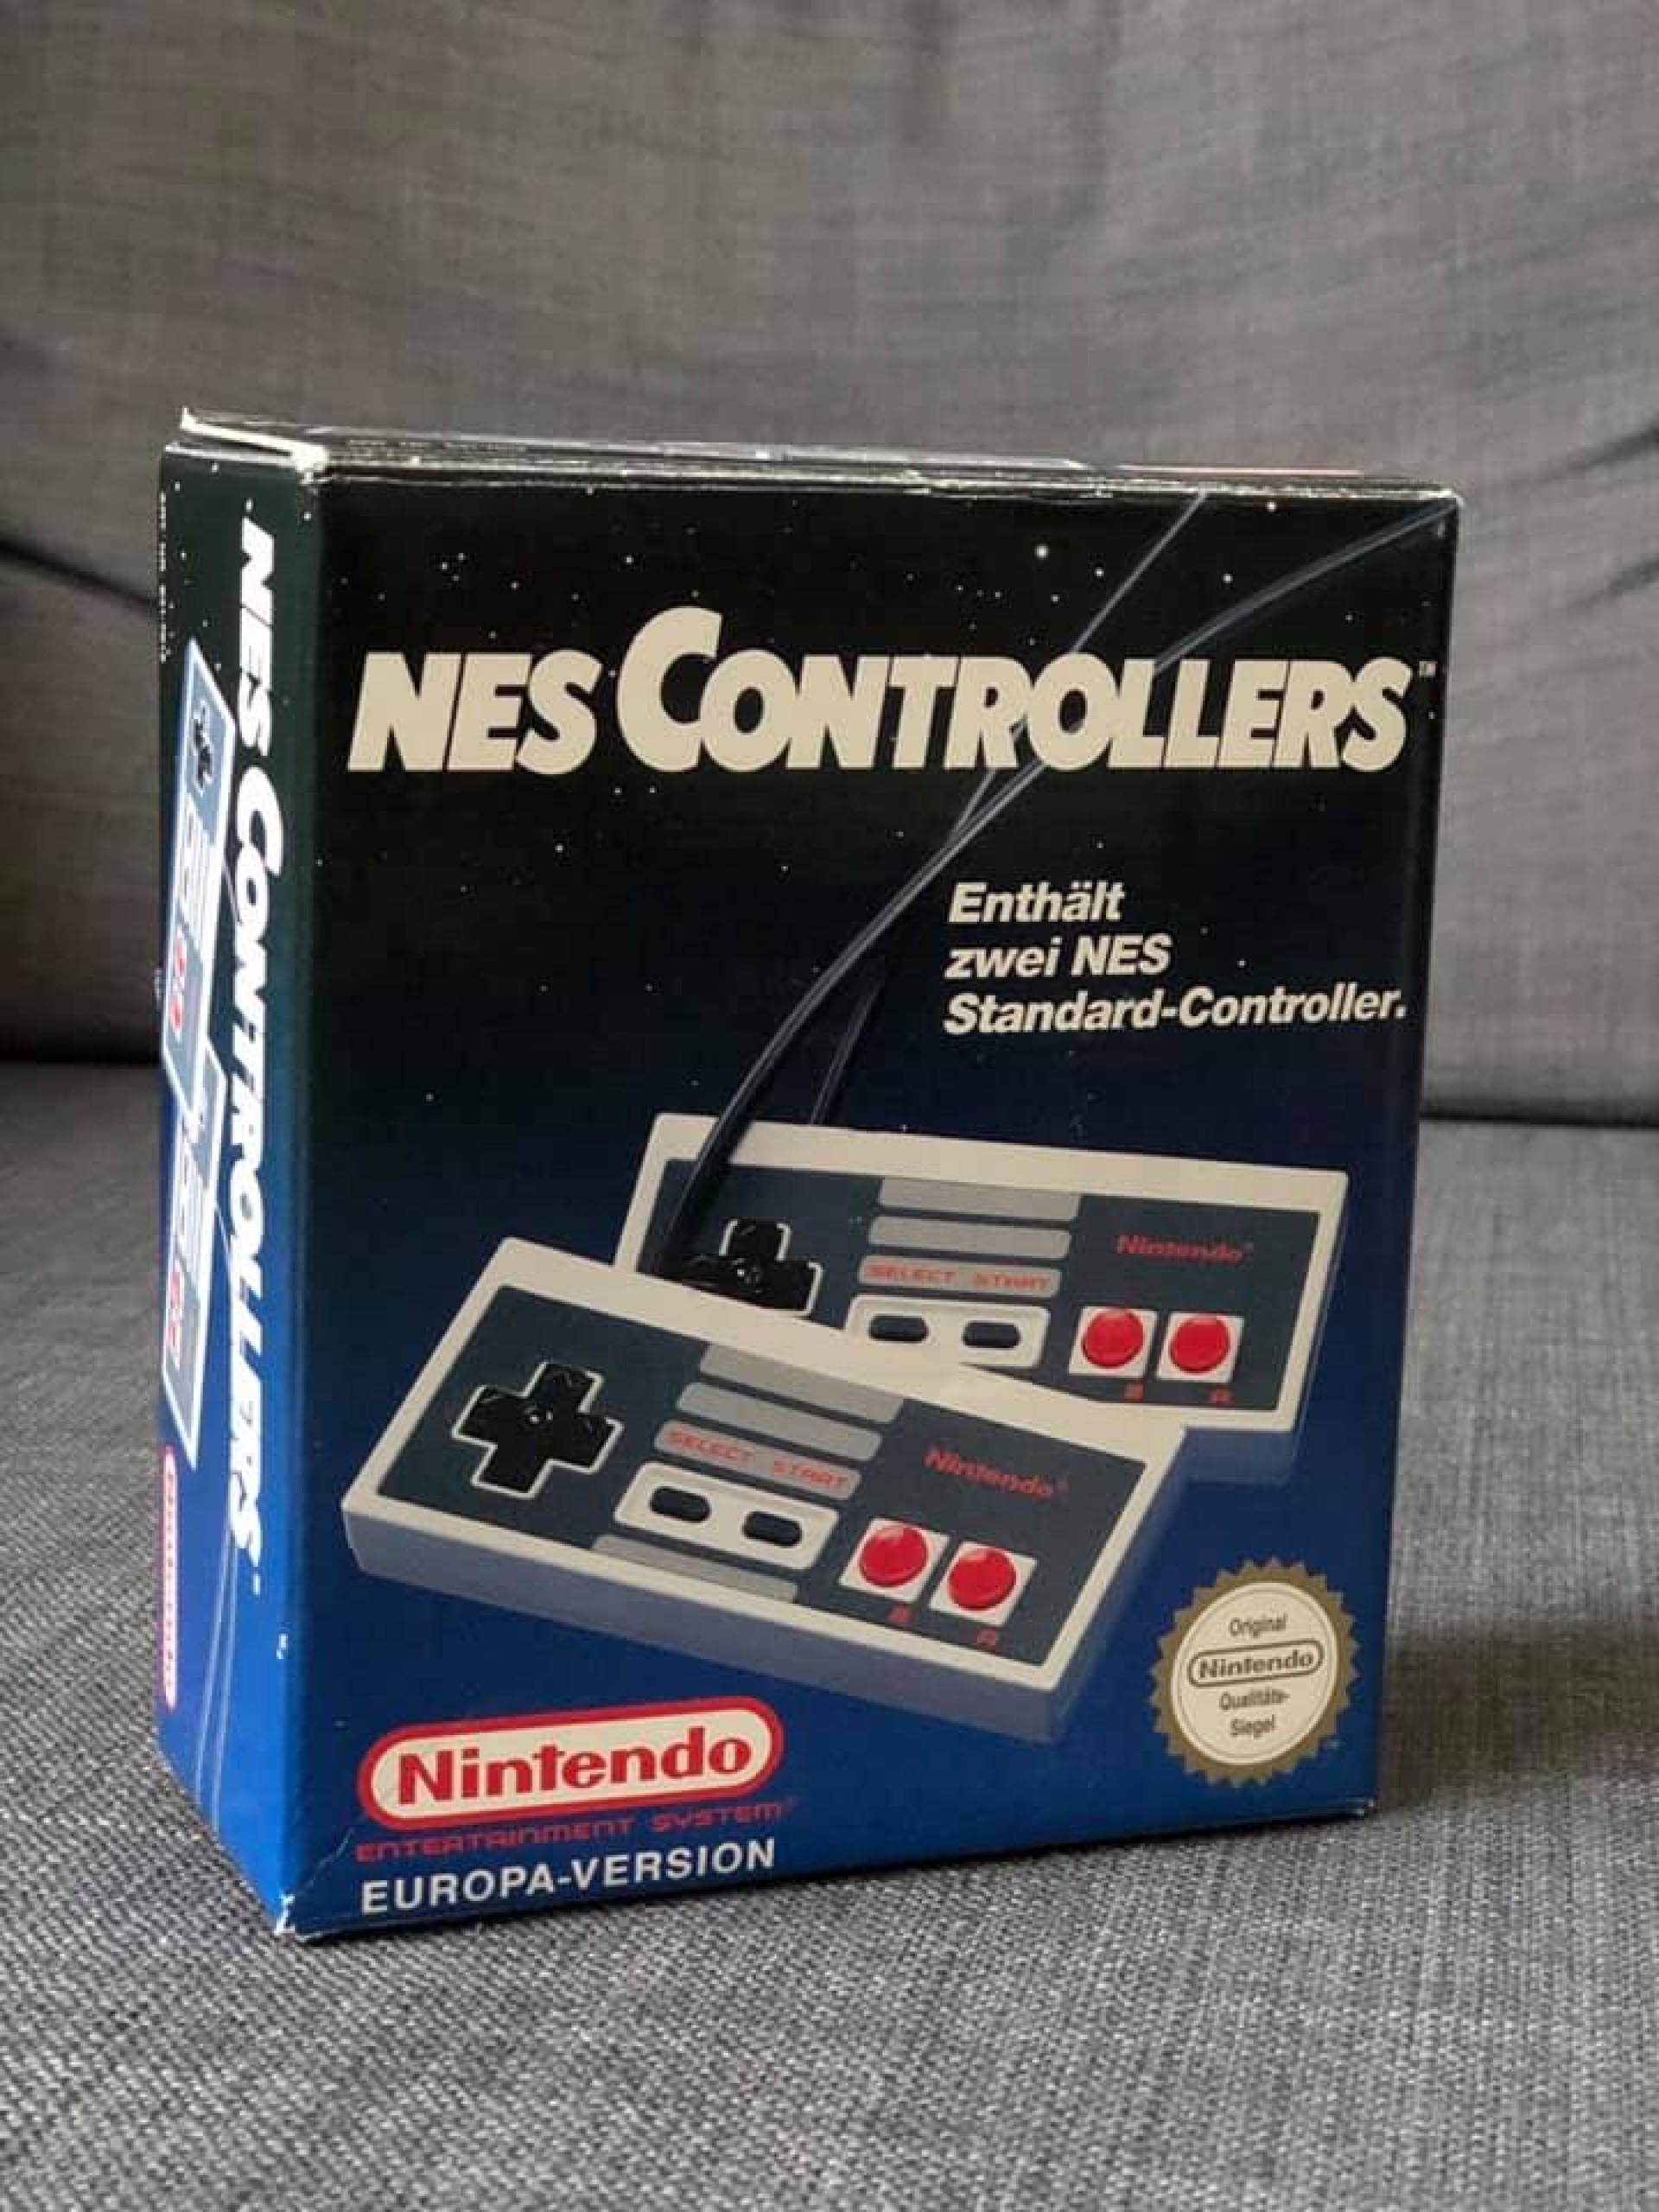 NES CONTROLLERS™
Enthält
zwei NES
Standard-Controller.
Nintendo®
SELECT START
B A
Nintendo®
SELECT START
B A
Original
Nintendo
Qualitäts-
Siegel
Nintendo
ENTERTAINMENT SYSTEM®
EUROPA-VERSION
NES CONTROLLERS